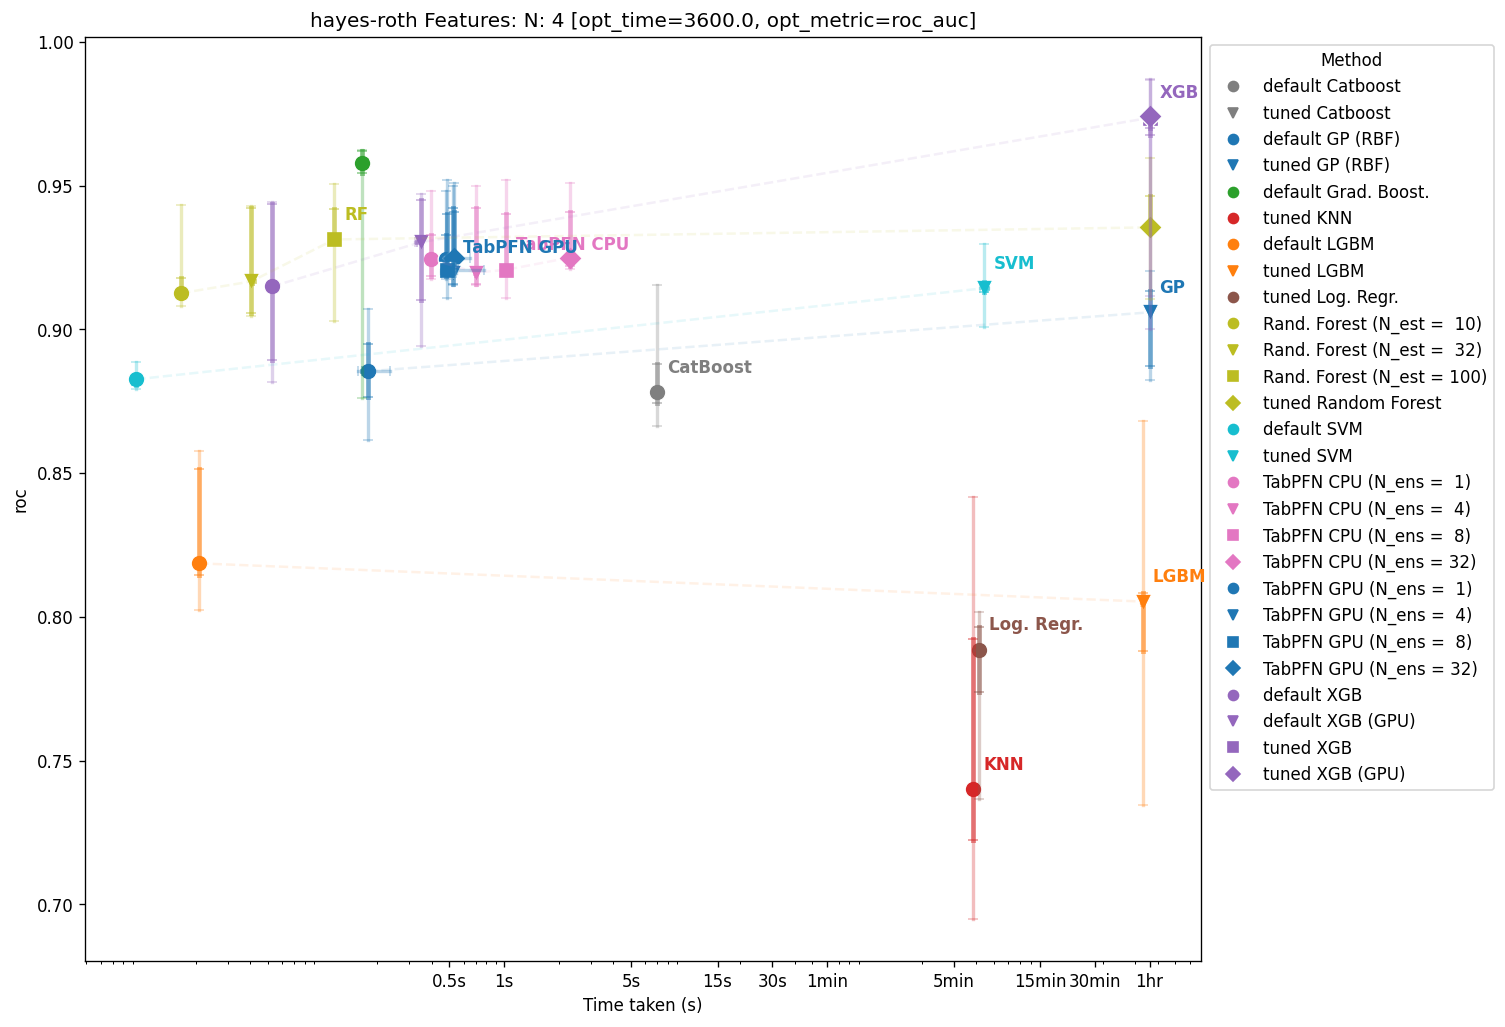 hayes-roth Features: N: 4 [opt_time=3600.0, opt_metric=roc_auc]
1.00
0.95
0.90
0.85
0.80
0.75
0.70
roc
XGB
RF
TabPFN GPU
TabPFN CPU
SVM
GP
CatBoost
LGBM
Log. Regr.
KNN
0.5s 1s 5s 15s 30s 1min 5min 15min 30min 1hr
Time taken (s)
Method
default Catboost
tuned Catboost
default GP (RBF)
tuned GP (RBF)
default Grad. Boost.
tuned KNN
default LGBM
tuned LGBM
tuned Log. Regr.
Rand. Forest (N_est =  10)
Rand. Forest (N_est =  32)
Rand. Forest (N_est = 100)
tuned Random Forest
default SVM
tuned SVM
TabPFN CPU (N_ens =  1)
TabPFN CPU (N_ens =  4)
TabPFN CPU (N_ens =  8)
TabPFN CPU (N_ens = 32)
TabPFN GPU (N_ens =  1)
TabPFN GPU (N_ens =  4)
TabPFN GPU (N_ens =  8)
TabPFN GPU (N_ens = 32)
default XGB
default XGB (GPU)
tuned XGB
tuned XGB (GPU)